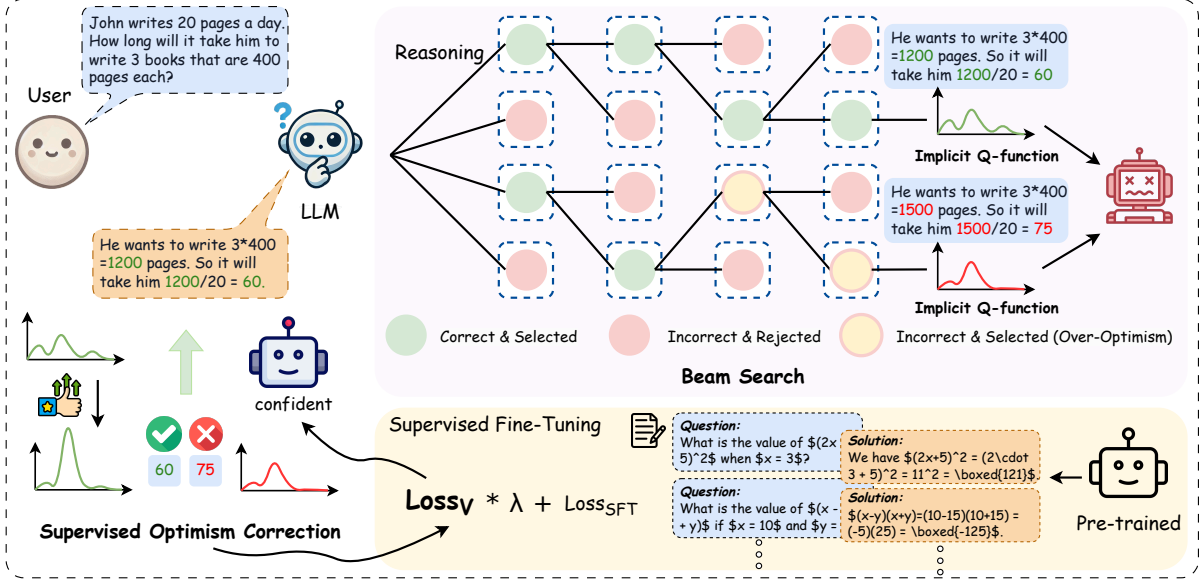 John writes 20 pages a day.
How long will it take him to
write 3 books that are 400
pages each?
User
LLM
He wants to write 3*400
=1200 pages. So it will
take him 1200/20 = 60.
Reasoning
He wants to write 3*400
=1200 pages. So it will
take him 1200/20 = 60
Implicit Q-function
He wants to write 3*400
=1500 pages. So it will
take him 1500/20 = 75
Implicit Q-function
Correct & Selected
Incorrect & Rejected
Incorrect & Selected (Over-Optimism)
Beam Search
confident
60
75
Supervised Optimism Correction
Supervised Fine-Tuning
LossV * λ + LossSFT
Question:
What is the value of $(2x
5)^2$ when $x = 3$?
Solution:
We have $(2x+5)^2 = (2\cdot
3 + 5)^2 = 11^2 = \boxed{121}$.
Question:
What is the value of $(x -
+ y)$ if $x = 10$ and $y =
Solution:
$(x-y)(x+y)=(10-15)(10+15) =
(-5)(25) = \boxed{-125}$.
Pre-trained